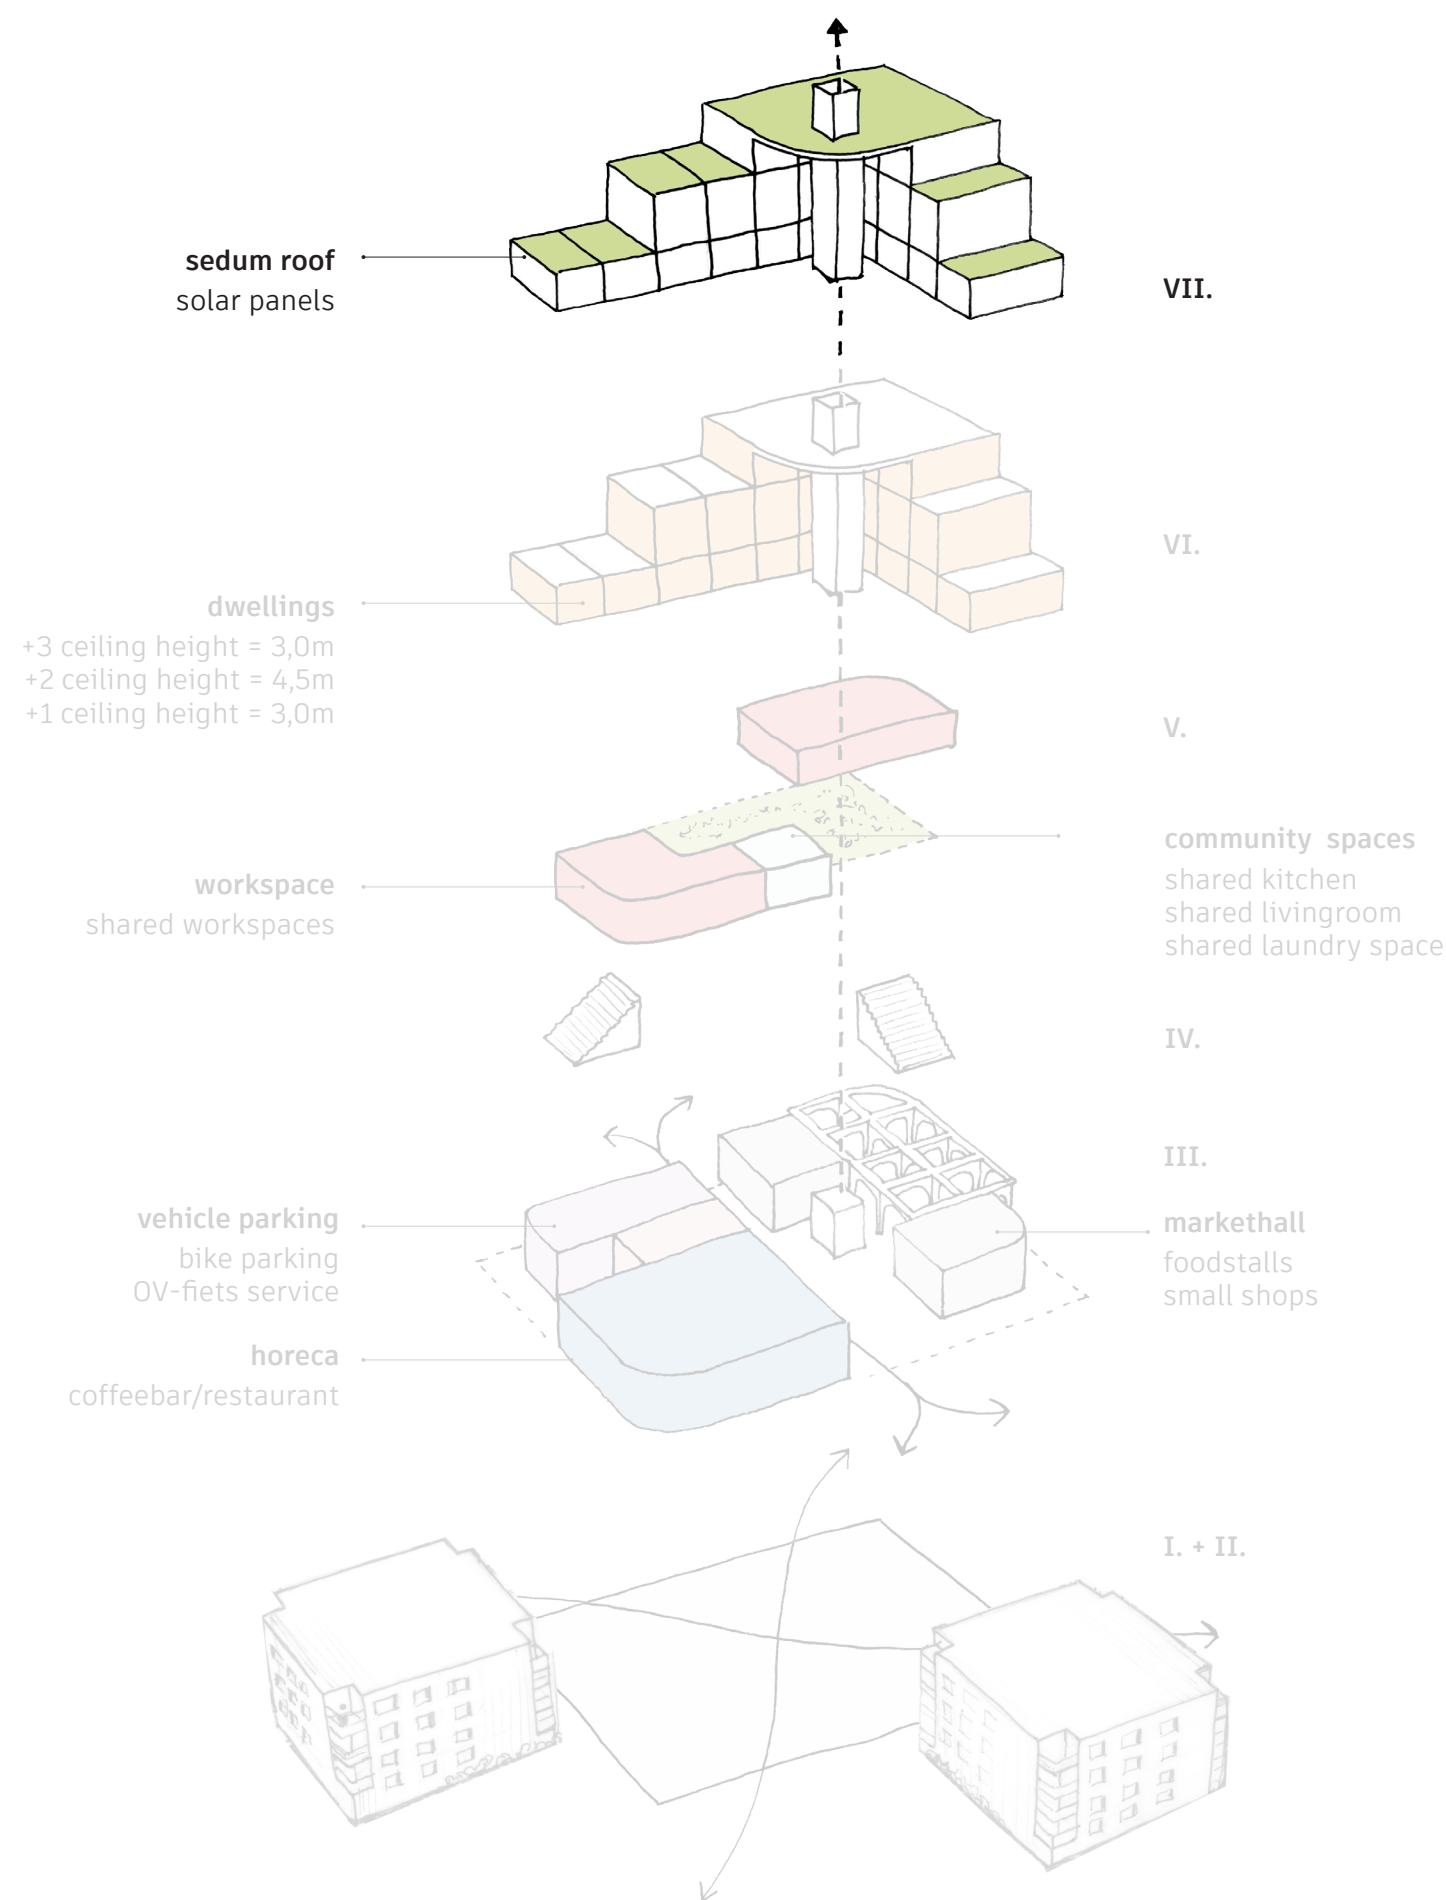 sedum roof
solar panels
VII.
VI.
dwellings
+3 ceiling height = 3,0m
+2 ceiling height = 4,5m
+1 ceiling height = 3,0m
V.
community spaces
shared kitchen
shared livingroom
shared laundry space
workspace
shared workspaces
IV.
III.
vehicle parking
bike parking
OV-fiets service
markethall
foodstalls
small shops
horeca
coffeebar/restaurant
I. + II.